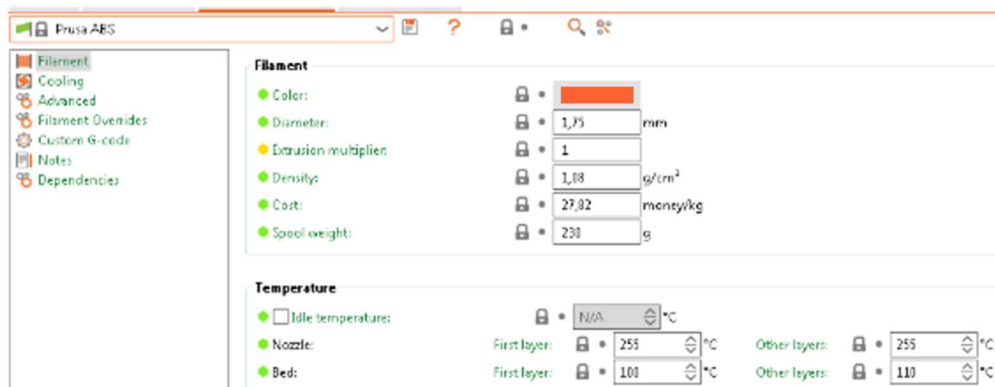 Prusa ABS
Filament
Cooling
Advanced
Filament Overrides
Custom G-code
Notes
Dependencies
Filament
Color:
Diameter: 1,75 mm
Extrusion multiplier: 1
Density: 1,08 g/cm³
Cost: 27,82 money/kg
Spool weight: 230 g
Temperature
Idle temperature: N/A °C
Nozzle: First layer: 255 °C Other layers: 255 °C
Bed: First layer: 100 °C Other layers: 110 °C